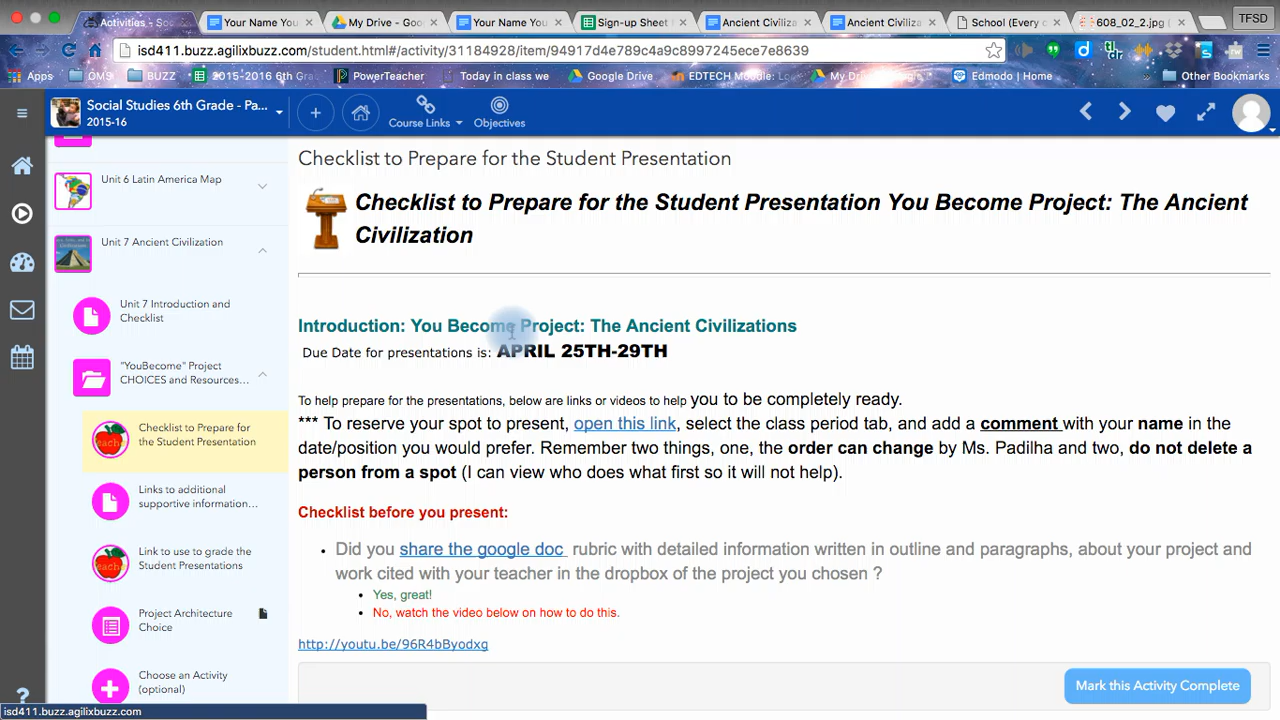 Activities - Soci
Your Name You
My Drive - Goo
Your Name You
Sign-up Sheet
Ancient Civiliza
Ancient Civiliza
School (Every c
608_02_2.jpg (
TFSD
isd411.buzz.agilixbuzz.com/student.html#/activity/31184928/item/94917d4e789c4a9c8997245ece7e8639
Apps
OMS
BUZZ
2015-2016 6th Gra
PowerTeacher
Today in class we
Google Drive
EDTECH Moodle: Lo
My Dri
Edmodo | Home
»
Other Bookmarks
Social Studies 6th Grade - Pa...
2015-16
Course Links
Objectives
Unit 6 Latin America Map
Unit 7 Ancient Civilization
Unit 7 Introduction and
Checklist
"YouBecome" Project
CHOICES and Resources...
Checklist to Prepare for
the Student Presentation
Links to additional
supportive information...
Link to use to grade the
Student Presentations
Project Architecture
Choice
Choose an Activity
(optional)
?
isd411.buzz.agilixbuzz.com
Checklist to Prepare for the Student Presentation
Checklist to Prepare for the Student Presentation You Become Project: The Ancient
Civilization
Introduction: You Become Project: The Ancient Civilizations
Due Date for presentations is: APRIL 25TH-29TH
To help prepare for the presentations, below are links or videos to help you to be completely ready.
*** To reserve your spot to present, open this link, select the class period tab, and add a comment with your name in the
date/position you would prefer. Remember two things, one, the order can change by Ms. Padilha and two, do not delete a
person from a spot (I can view who does what first so it will not help).
Checklist before you present:
• Did you share the google doc rubric with detailed information written in outline and paragraphs, about your project and
work cited with your teacher in the dropbox of the project you chosen ?
• Yes, great!
• No, watch the video below on how to do this.
http://youtu.be/96R4bByodxg
Mark this Activity Complete